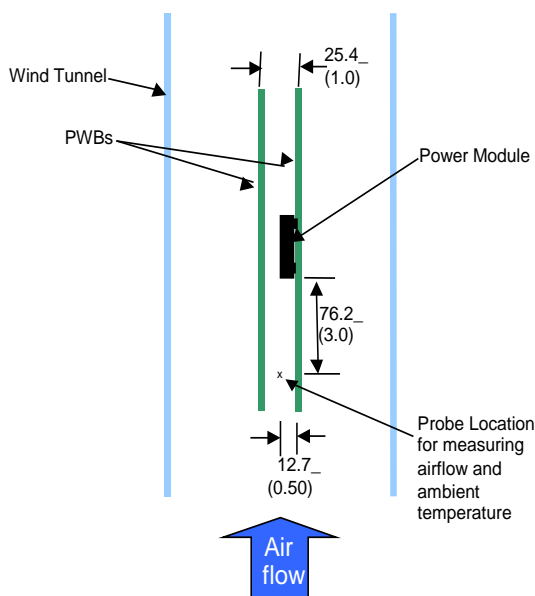 25.4_
(1.0)
Wind Tunnel
PWBs
Power Module
76.2_
(3.0)
x
Probe Location
for measuring
airflow and
ambient
temperature
12.7_
(0.50)
Air
flow